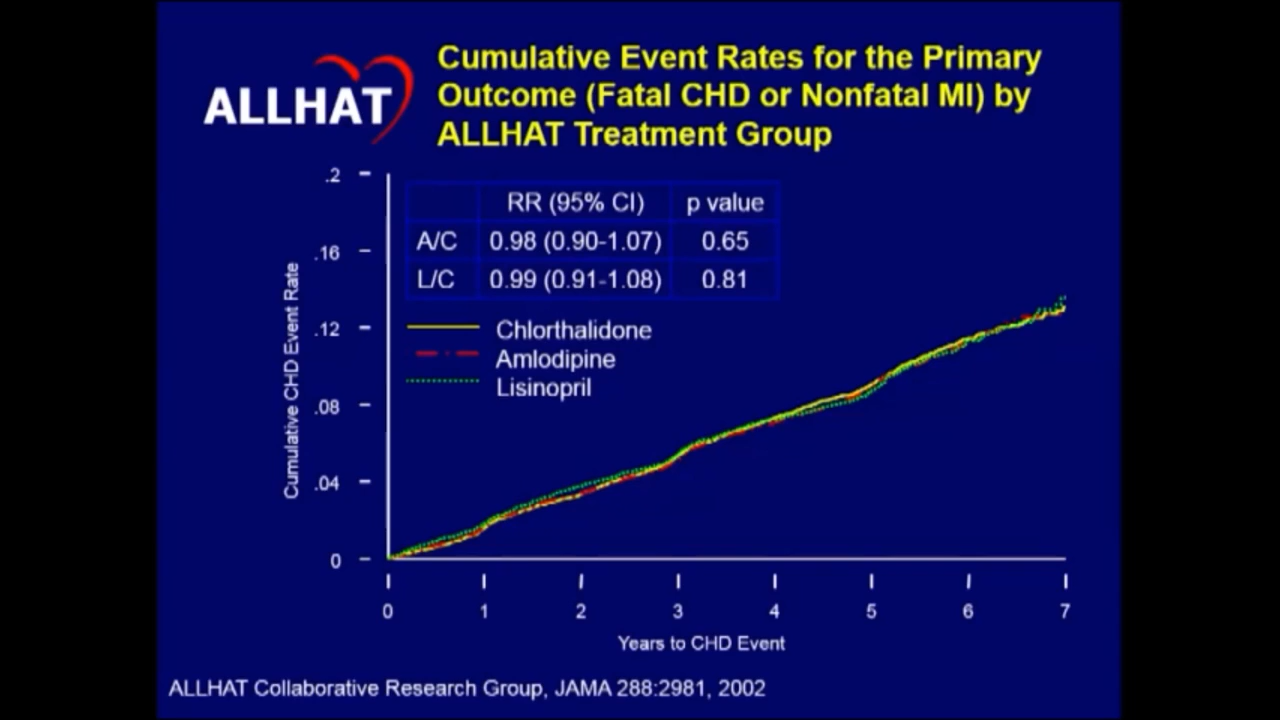 ALLHAT
Cumulative Event Rates for the Primary
Outcome (Fatal CHD or Nonfatal MI) by
ALLHAT Treatment Group
RR (95% CI) p value
A/C 0.98 (0.90-1.07) 0.65
L/C 0.99 (0.91-1.08) 0.81
Chlorthalidone
Amlodipine
Lisinopril
Cumulative CHD Event Rate
.2
.16
.12
.08
.04
0
0 1 2 3 4 5 6 7
Years to CHD Event
ALLHAT Collaborative Research Group, JAMA 288:2981, 2002